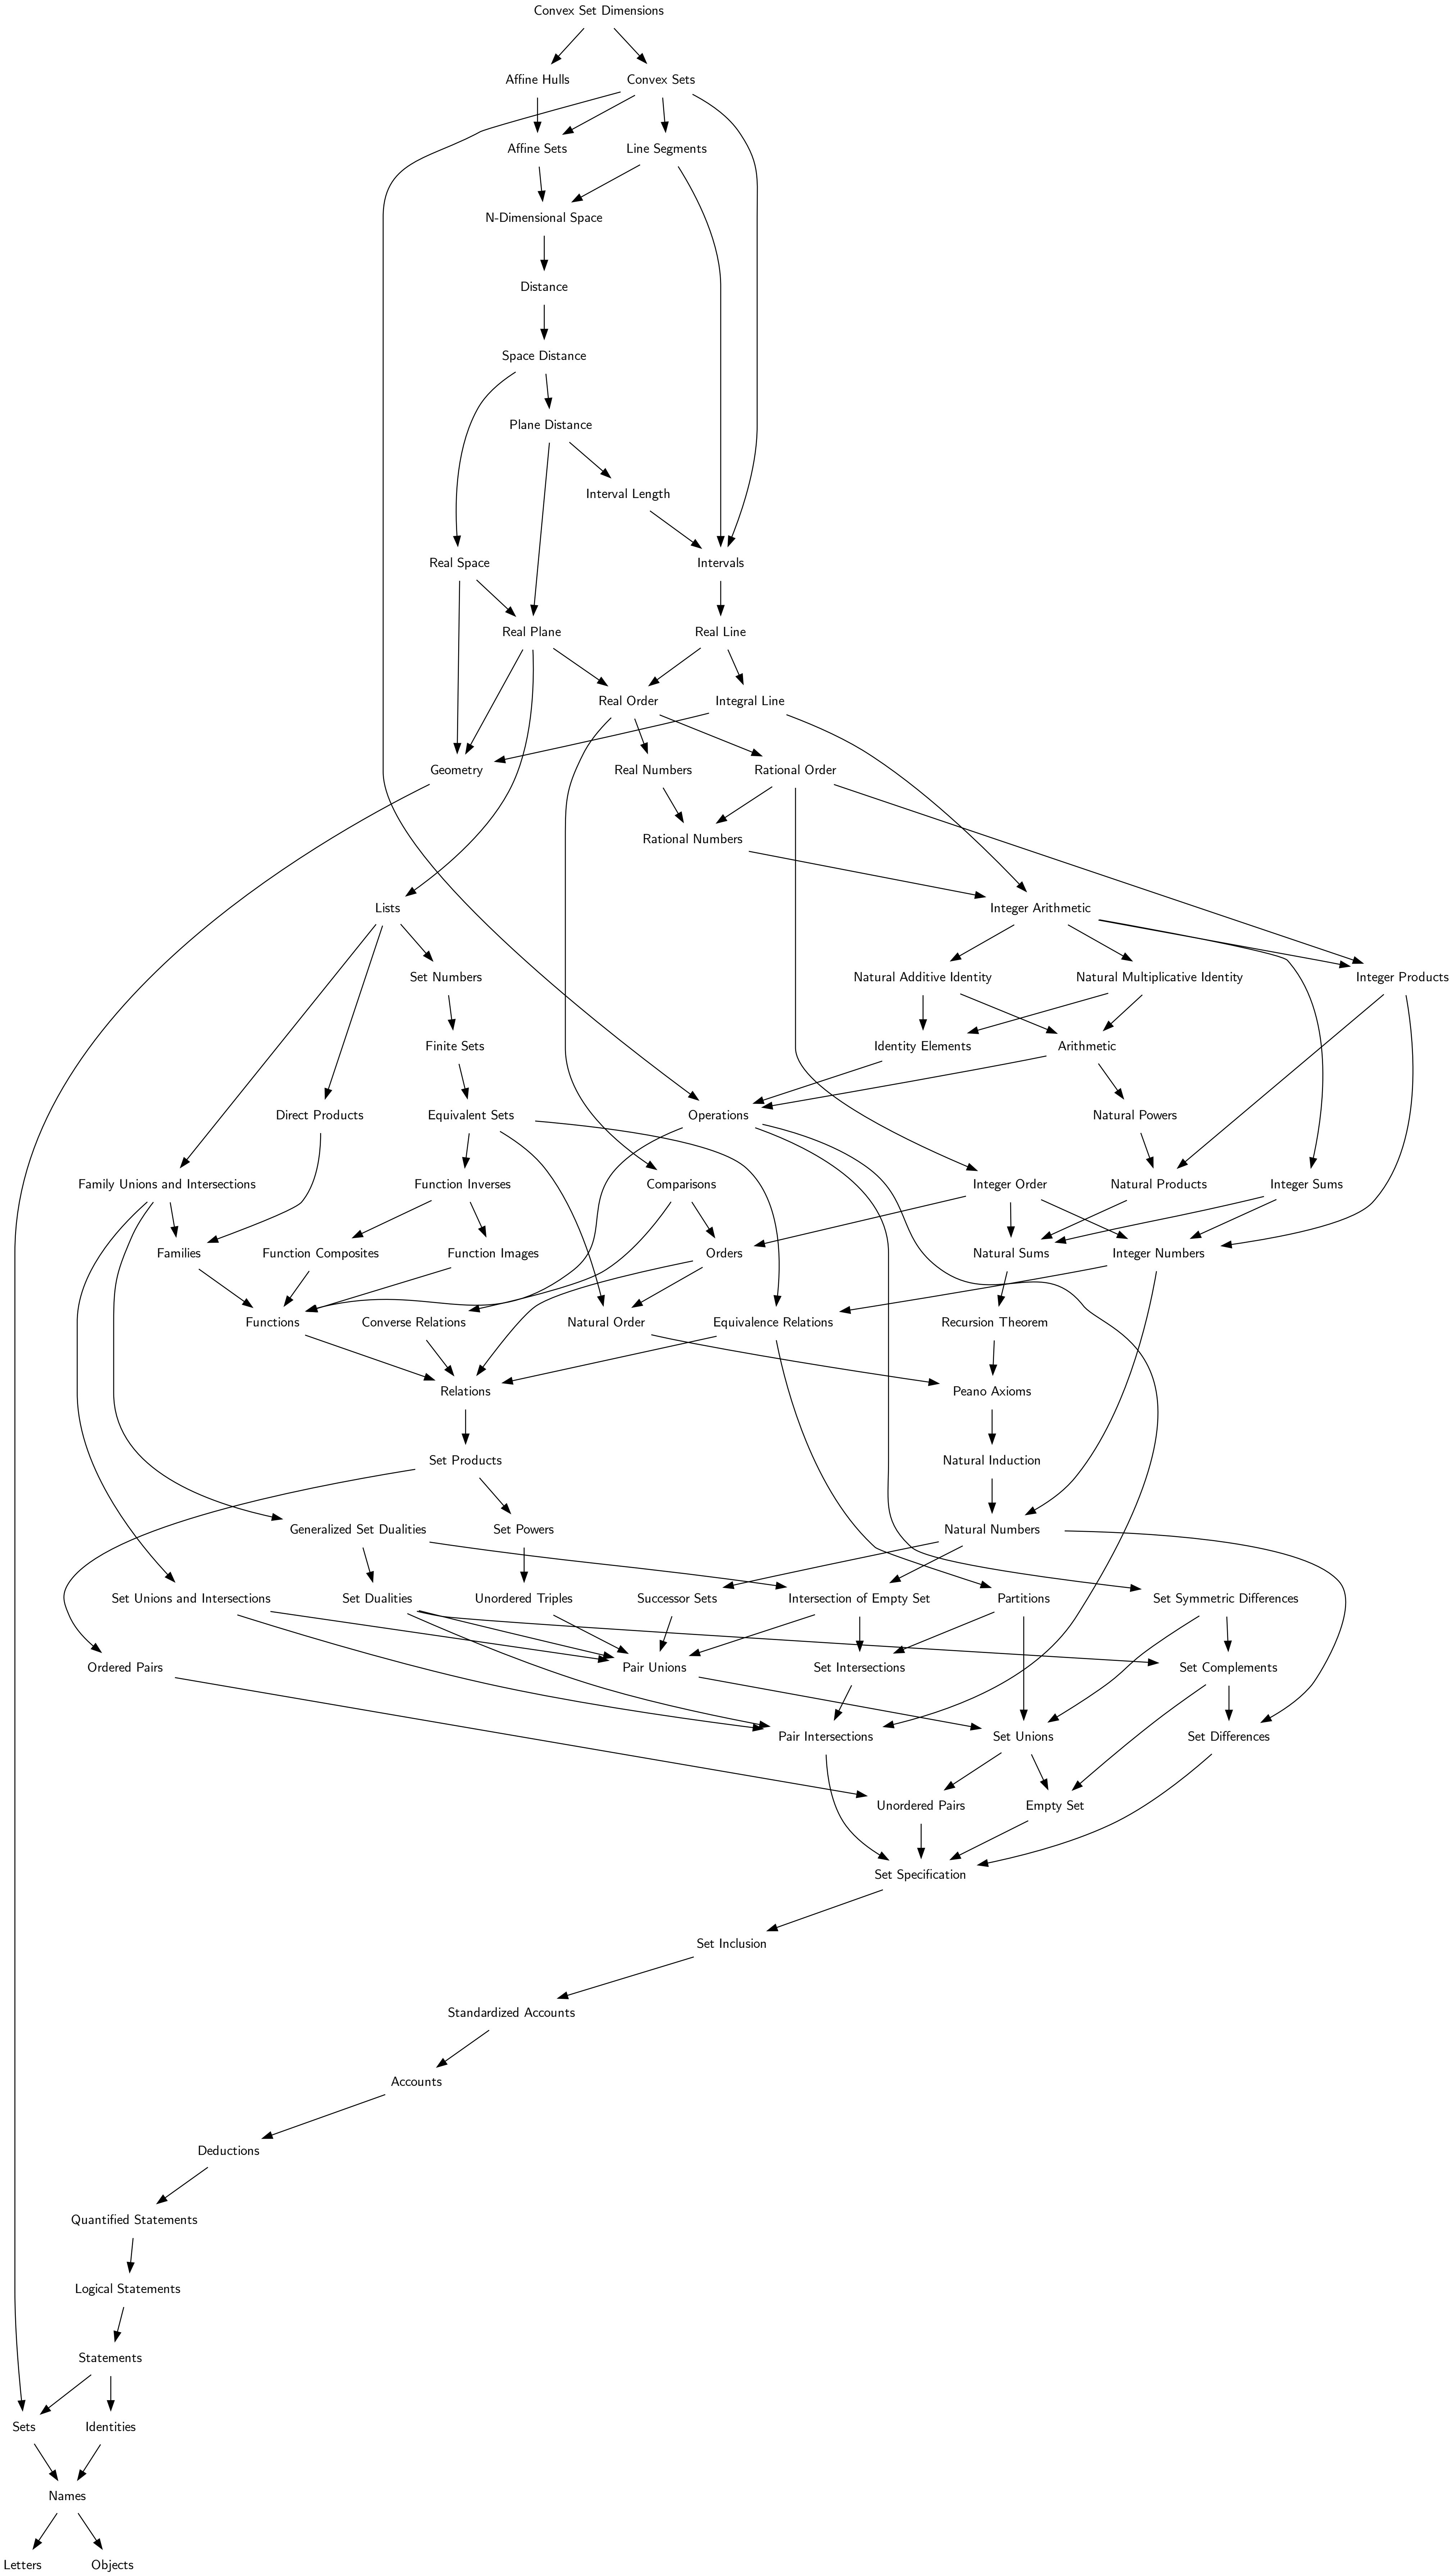 Convex Set Dimensions
Affine Hulls
Convex Sets
Affine Sets
Line Segments
N-Dimensional Space
Distance
Space Distance
Plane Distance
Interval Length
Real Space
Intervals
Real Plane
Real Line
Real Order
Integral Line
Geometry
Real Numbers
Rational Order
Rational Numbers
Lists
Integer Arithmetic
Set Numbers
Natural Additive Identity
Natural Multiplicative Identity
Integer Products
Finite Sets
Identity Elements
Arithmetic
Direct Products
Equivalent Sets
Operations
Natural Powers
Family Unions and Intersections
Function Inverses
Comparisons
Integer Order
Natural Products
Integer Sums
Families
Function Composites
Function Images
Orders
Natural Sums
Integer Numbers
Functions
Converse Relations
Natural Order
Equivalence Relations
Recursion Theorem
Relations
Peano Axioms
Set Products
Natural Induction
Generalized Set Dualities
Set Powers
Natural Numbers
Set Unions and Intersections
Set Dualities
Unordered Triples
Successor Sets
Intersection of Empty Set
Partitions
Set Symmetric Differences
Ordered Pairs
Pair Unions
Set Intersections
Set Complements
Pair Intersections
Set Unions
Set Differences
Unordered Pairs
Empty Set
Set Specification
Set Inclusion
Standardized Accounts
Accounts
Deductions
Quantified Statements
Logical Statements
Statements
Sets
Identities
Names
Letters
Objects